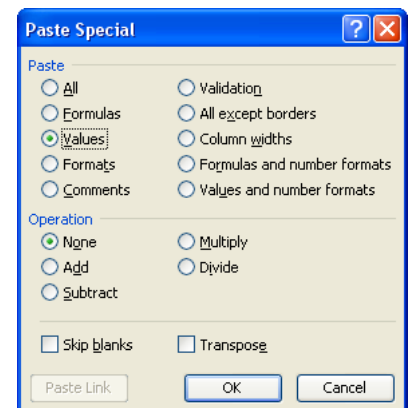 Paste Special
Paste
All Validation
Formulas All except borders
Values Column widths
Formats Formulas and number formats
Comments Values and number formats
Operation
None Multiply
Add Divide
Subtract
Skip blanks Transpose
Paste Link OK Cancel